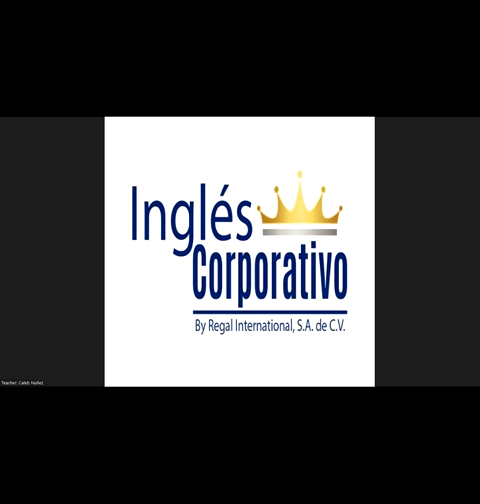 Inglés
Corporativo
By Regal International, S.A. de C.V.
Teacher: Caleb Nuñez